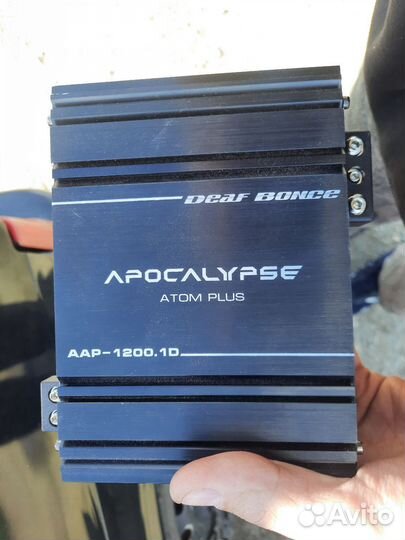 Deaf Bonce
APOCALYPSE
ATOM PLUS
AAP-1200.1D
Avito